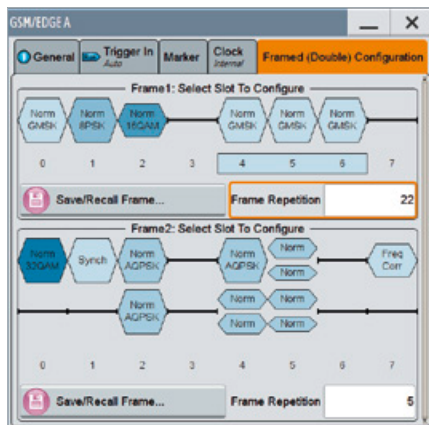 GSM/EDGE A
General
Trigger In
Auto
Marker
Clock
Internal
Framed (Double) Configuration
Frame1: Select Slot To Configure
Norm GMSK
Norm 8PSK
Norm 16QAM
Norm GMSK
Norm GMSK
Norm GMSK
0 1 2 3 4 5 6 7
Save/Recall Frame...
Frame Repetition 22
Frame2: Select Slot To Configure
Norm 32QAM
Synch
Norm AQPSK
Norm AQPSK
Norm
Norm
Freq Corr
Norm AQPSK
Norm Norm
Norm Norm
0 1 2 3 4 5 6 7
Save/Recall Frame...
Frame Repetition 5